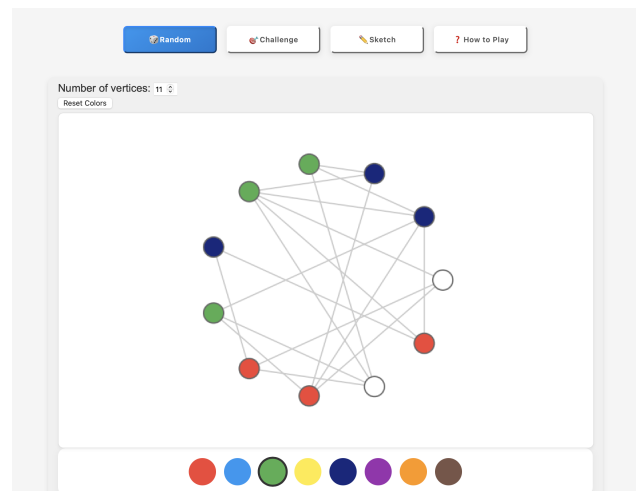 🎲Random
🎯Challenge
✏️Sketch
❓How to Play
Number of vertices: 11
Reset Colors